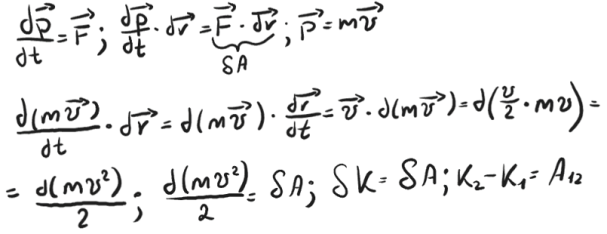 dp⃗/dt = F⃗; dp⃗/dt · dr⃗ = F⃗ · dr⃗; p⃗ = mv⃗
δA
d(mv⃗)/dt · dr⃗ = d(mv⃗) · dr⃗/dt = v⃗ · d(mv⃗) = d(v/2 · mv) =
= d(mv²)/2; d(mv²)/2 = δA; δK = δA; K₂ - K₁ = A₁₂